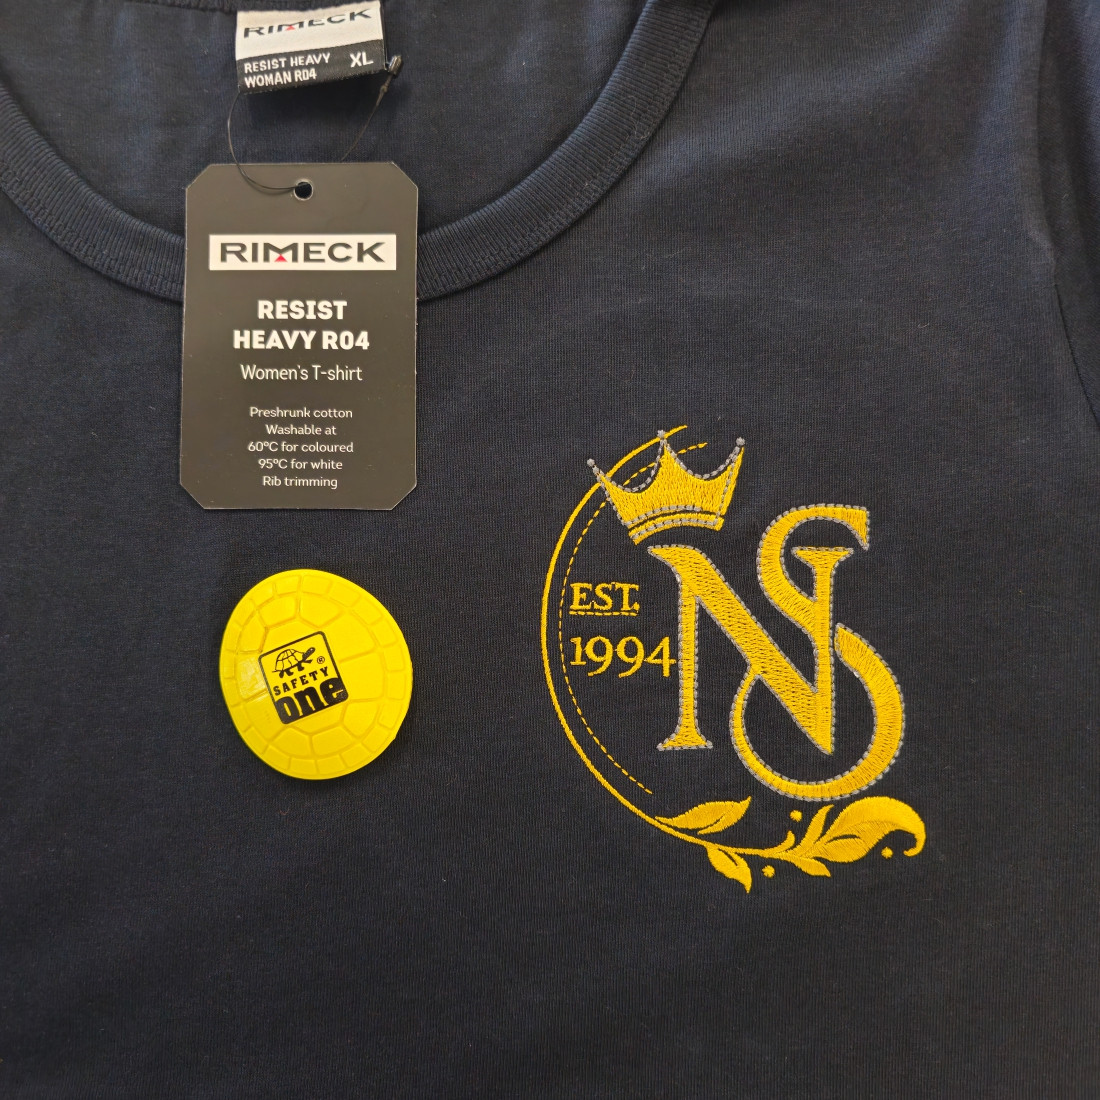 RIMECK
RESIST HEAVY XL
WOMAN R04
RIMECK
RESIST
HEAVY R04
Women's T-shirt
Preshrunk cotton
Washable at
60°C for coloured
95°C for white
Rib trimming
EST.
1994
NS
®
SAFETY
one